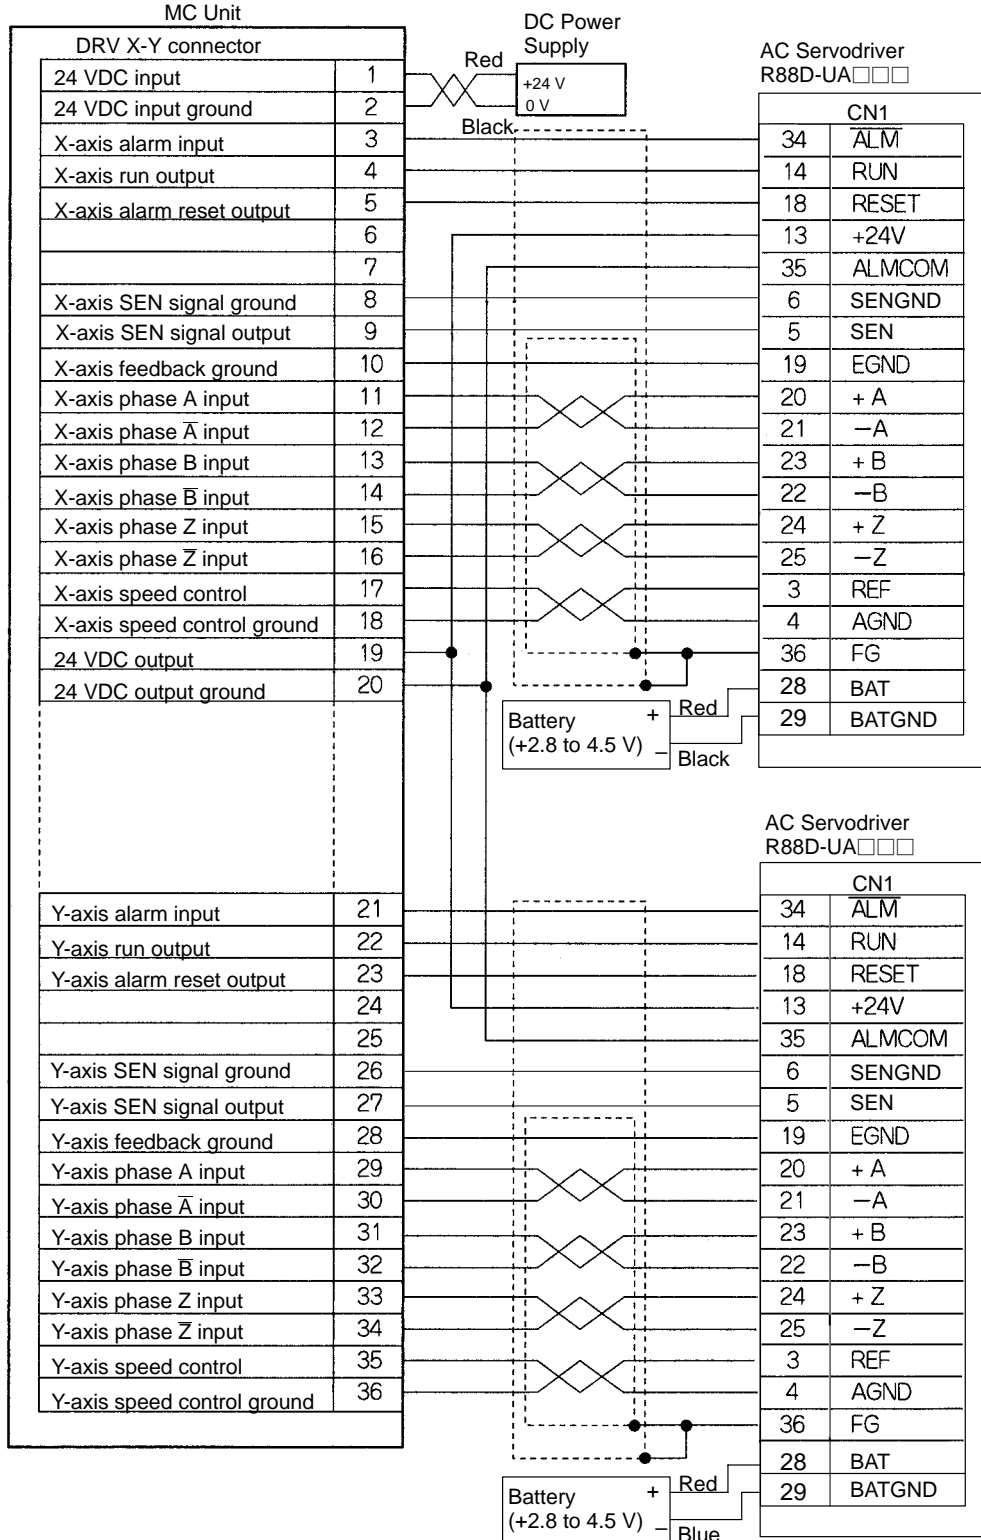 MC Unit
DRV X-Y connector
DC Power
Supply
Red
+24 V
0 V
Black
AC Servodriver
R88D-UA□□□
CN1
24 VDC input 1
24 VDC input ground 2
X-axis alarm input 3 34 A̅L̅M̅
X-axis run output 4 14 RUN
X-axis alarm reset output 5 18 RESET
6 13 +24V
7 35 ALMCOM
X-axis SEN signal ground 8 6 SENGND
X-axis SEN signal output 9 5 SEN
X-axis feedback ground 10 19 EGND
X-axis phase A input 11 20 + A
X-axis phase A̅ input 12 21 −A
X-axis phase B input 13 23 + B
X-axis phase B̅ input 14 22 −B
X-axis phase Z input 15 24 + Z
X-axis phase Z̅ input 16 25 −Z
X-axis speed control 17 3 REF
X-axis speed control ground 18 4 AGND
24 VDC output 19 36 FG
24 VDC output ground 20 28 BAT
29 BATGND
Battery + Red
(+2.8 to 4.5 V) − Black
AC Servodriver
R88D-UA□□□
CN1
Y-axis alarm input 21 34 A̅L̅M̅
Y-axis run output 22 14 RUN
Y-axis alarm reset output 23 18 RESET
24 13 +24V
25 35 ALMCOM
Y-axis SEN signal ground 26 6 SENGND
Y-axis SEN signal output 27 5 SEN
Y-axis feedback ground 28 19 EGND
Y-axis phase A input 29 20 + A
Y-axis phase A̅ input 30 21 −A
Y-axis phase B input 31 23 + B
Y-axis phase B̅ input 32 22 −B
Y-axis phase Z input 33 24 + Z
Y-axis phase Z̅ input 34 25 −Z
Y-axis speed control 35 3 REF
Y-axis speed control ground 36 4 AGND
36 FG
28 BAT
29 BATGND
Battery + Red
(+2.8 to 4.5 V) − Blue